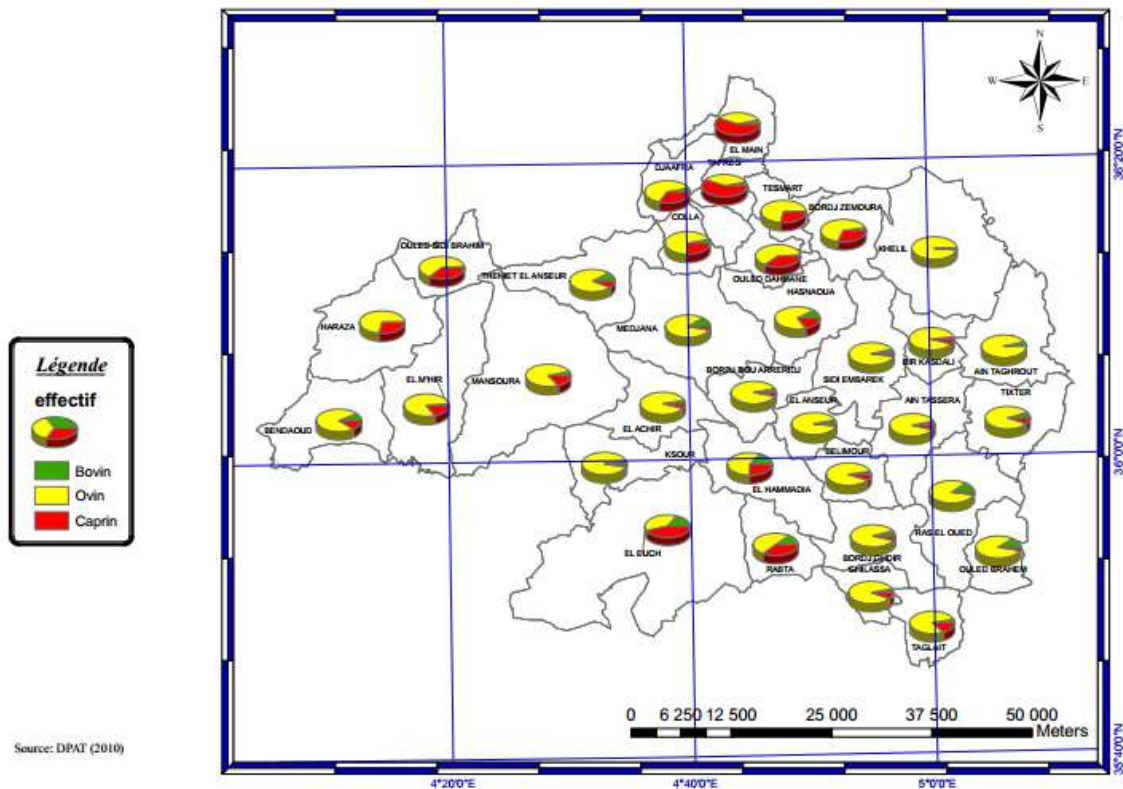 N
W E
S
36°20'N
EL MAIN
DJAAFRA
TAFREG
TESMART
COLLA
BORDJ ZEMOURA
KHELIL
OULED SIDI BRAHIM
THENIET EL ANSEUR
OULED DAHMANE
HASNAOUA
HARAZA
MEDJANA
BIR KASDALI
Légende
effectif
Bovin
Ovin
Caprin
EL M'HIR
MANSOURA
BORDJ BOU ARRERIDJ
SIDI EMBAREK
AIN TAGHROUT
TIXTER
EL ANSEUR
AIN TASSERA
BENDAOUD
EL ACHIR
36°0'0"N
KSOUR
BELIMOUR
EL HAMMADIA
RAS EL OUED
EL EUCH
RABTA
BORDJ GHDIR
GHILASSA
OULED BRAHEM
TAGLAIT
0 6 250 12 500 25 000 37 500 50 000
Meters
Source: DPAT (2010)
35°40'N
4°20'0"E 4°40'0"E 5°0'0"E